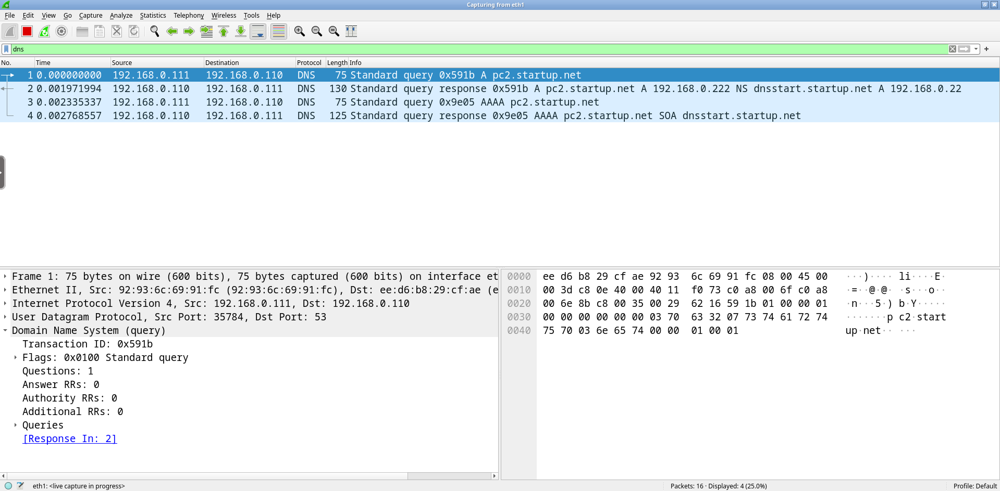 Capturing from eth1
File Edit View Go Capture Analyze Statistics Telephony Wireless Tools Help
dns
No. Time Source Destination Protocol Length Info
1 0.000000000 192.168.0.111 192.168.0.110 DNS 75 Standard query 0x591b A pc2.startup.net
2 0.001971994 192.168.0.110 192.168.0.111 DNS 130 Standard query response 0x591b A pc2.startup.net A 192.168.0.222 NS dnsstart.startup.net A 192.168.0.22
3 0.002335337 192.168.0.111 192.168.0.110 DNS 75 Standard query 0x9e05 AAAA pc2.startup.net
4 0.002768557 192.168.0.110 192.168.0.111 DNS 125 Standard query response 0x9e05 AAAA pc2.startup.net SOA dnsstart.startup.net
Frame 1: 75 bytes on wire (600 bits), 75 bytes captured (600 bits) on interface et
Ethernet II, Src: 92:93:6c:69:91:fc (92:93:6c:69:91:fc), Dst: ee:d6:b8:29:cf:ae (e
Internet Protocol Version 4, Src: 192.168.0.111, Dst: 192.168.0.110
User Datagram Protocol, Src Port: 35784, Dst Port: 53
Domain Name System (query)
Transaction ID: 0x591b
Flags: 0x0100 Standard query
Questions: 1
Answer RRs: 0
Authority RRs: 0
Additional RRs: 0
Queries
[Response In: 2]
0000 ee d6 b8 29 cf ae 92 93 6c 69 91 fc 08 00 45 00 ···)···· li····E·
0010 00 3d c8 0e 40 00 40 11 f0 73 c0 a8 00 6f c0 a8 ·=··@·@· ·s···o··
0020 00 6e 8b c8 00 35 00 29 62 16 59 1b 01 00 00 01 ·n···5·) b·Y·····
0030 00 00 00 00 00 00 03 70 63 32 07 73 74 61 72 74 ·······p c2·start
0040 75 70 03 6e 65 74 00 00 01 00 01 up·net·· ···
eth1: <live capture in progress>
Packets: 16 · Displayed: 4 (25.0%)
Profile: Default